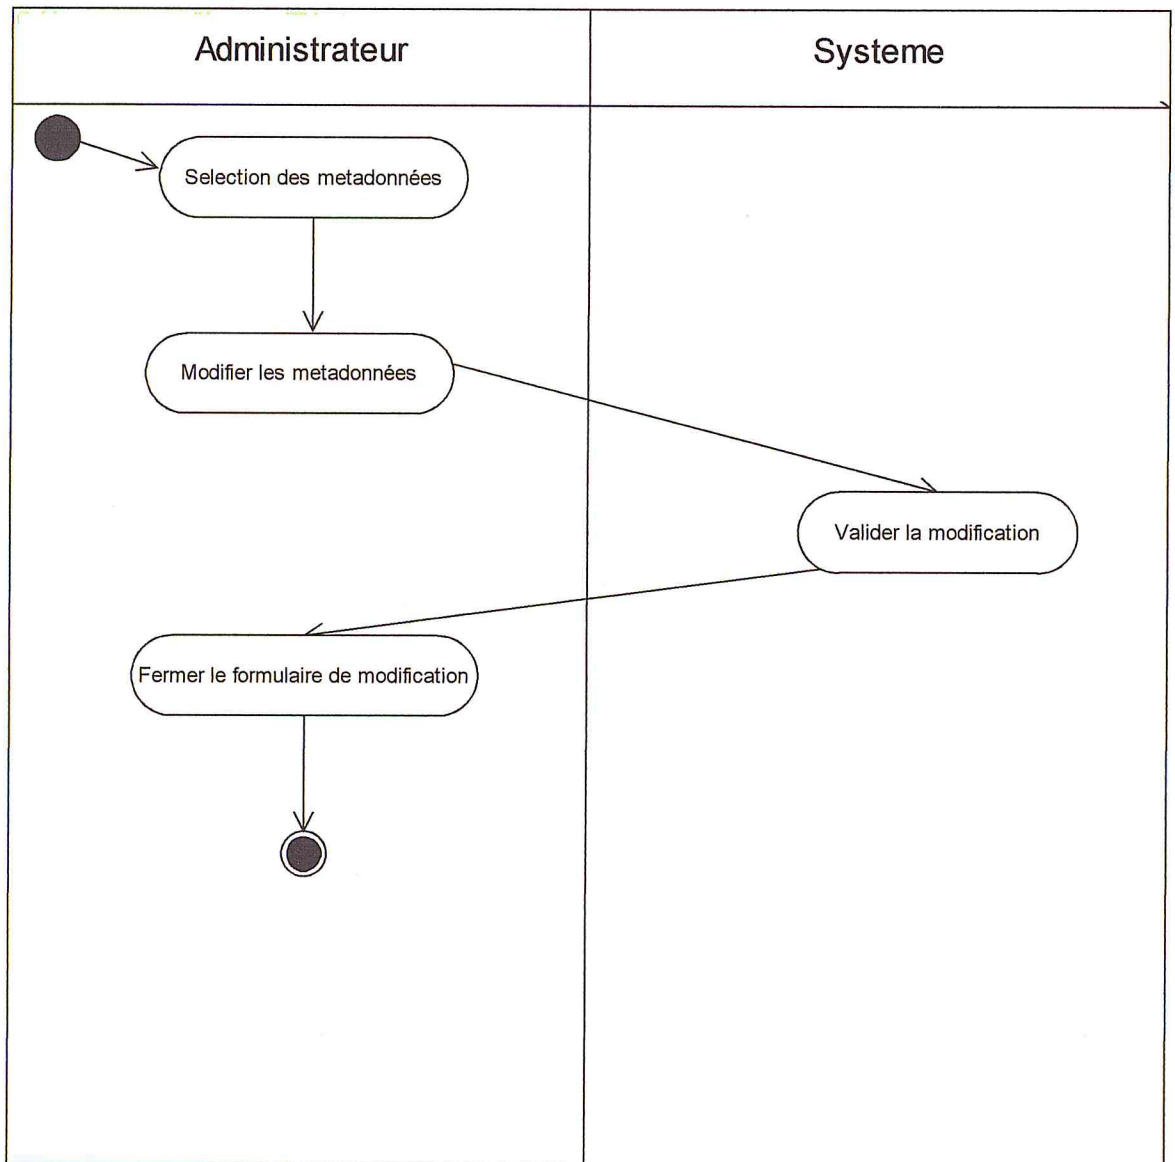 Administrateur
Systeme
Selection des metadonnées
Modifier les metadonnées
Valider la modification
Fermer le formulaire de modification